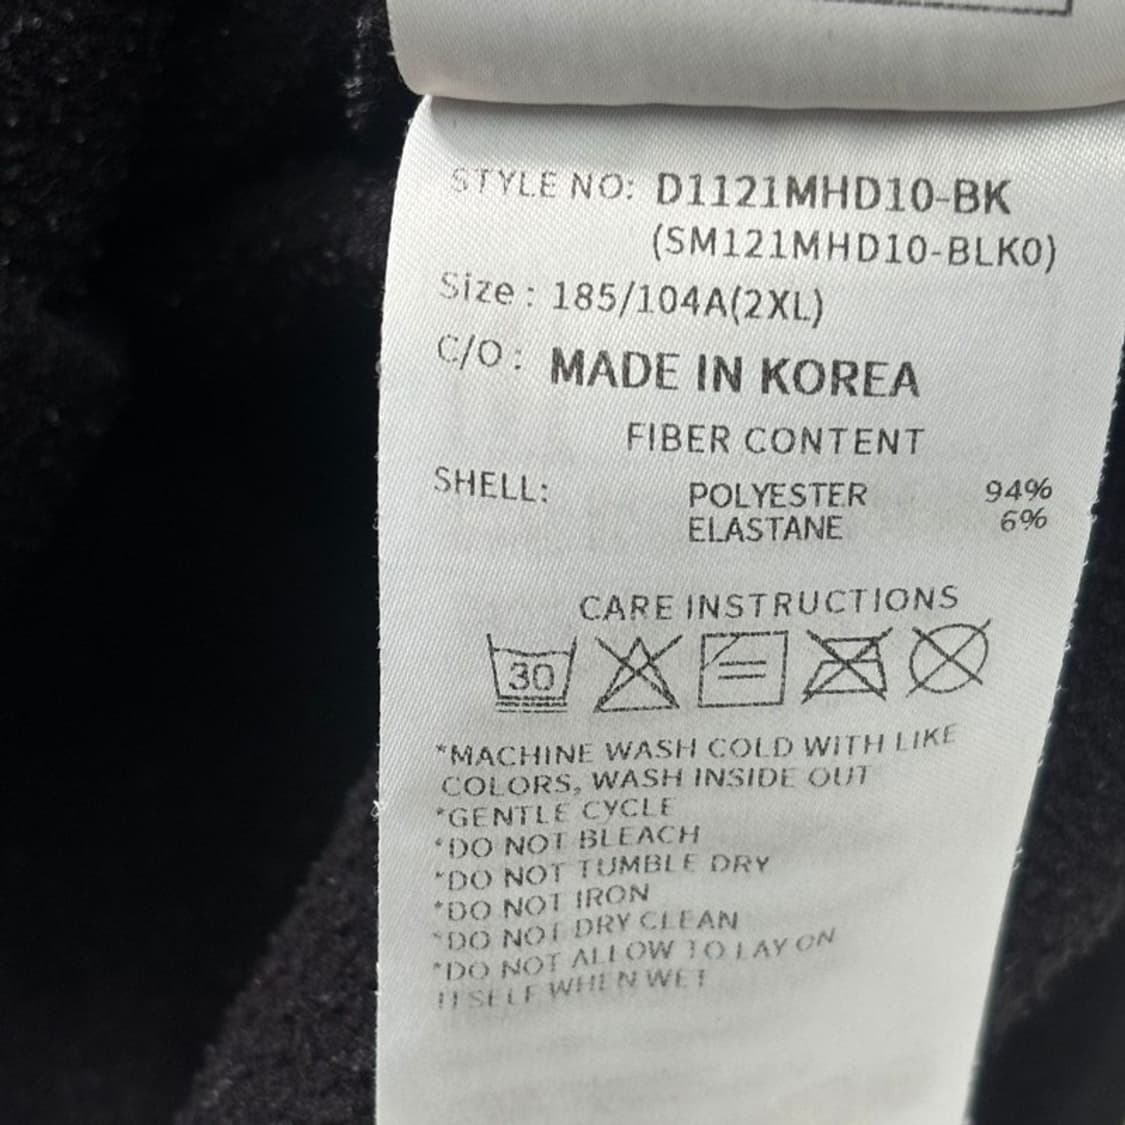 STYLE NO: D1121MHD10-BK
(SM121MHD10-BLK0)
Size : 185/104A(2XL)
C/O : MADE IN KOREA
FIBER CONTENT
SHELL: POLYESTER 94%
ELASTANE 6%
CARE INSTRUCTIONS
30
*MACHINE WASH COLD WITH LIKE
COLORS, WASH INSIDE OUT
*GENTLE CYCLE
*DO NOT BLEACH
*DO NOT TUMBLE DRY
*DO NOT IRON
*DO NOT DRY CLEAN
*DO NOT ALLOW TO LAY ON
ITSELF WHEN WET